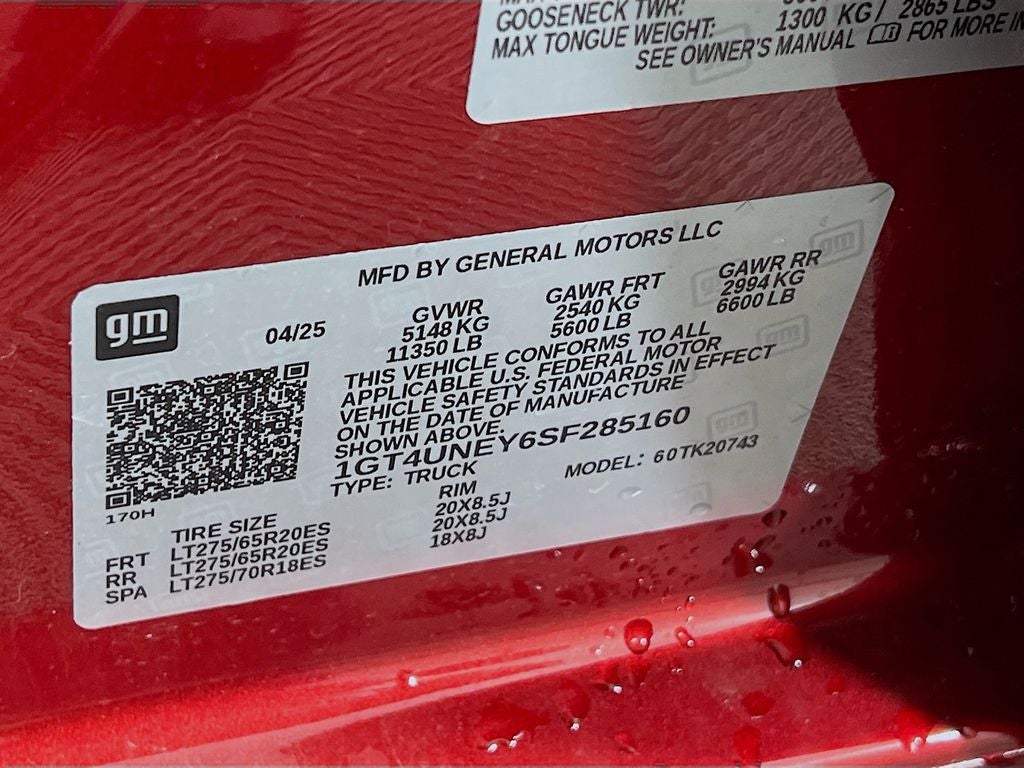 GOOSENECK TWR:
MAX TONGUE WEIGHT: 1300 KG / 2865 LBS
SEE OWNER'S MANUAL FOR MORE IN
MFD BY GENERAL MOTORS LLC
gm
04/25
GVWR GAWR FRT GAWR RR
5148 KG 2540 KG 2994 KG
11350 LB 5600 LB 6600 LB
THIS VEHICLE CONFORMS TO ALL
APPLICABLE U.S. FEDERAL MOTOR
VEHICLE SAFETY STANDARDS IN EFFECT
ON THE DATE OF MANUFACTURE
SHOWN ABOVE.
1GT4UNEY6SF285160
TYPE: TRUCK MODEL: 60TK20743
170H
TIRE SIZE RIM
FRT LT275/65R20ES 20X8.5J
RR LT275/65R20ES 20X8.5J
SPA LT275/70R18ES 18X8J